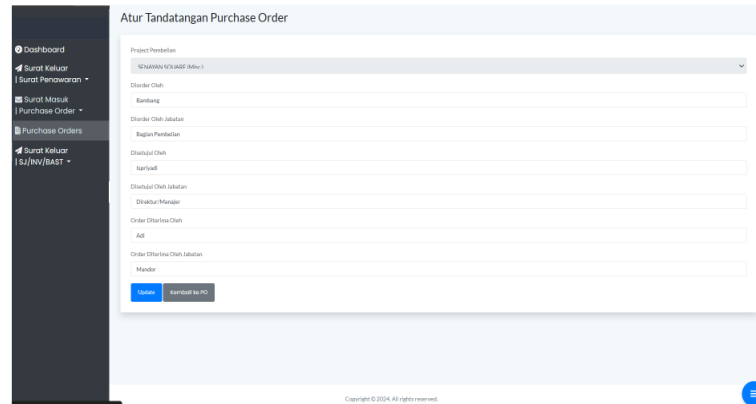 Atur Tandatangan Purchase Order
Dashboard
Surat Keluar
| Surat Penawaran
Surat Masuk
| Purchase Order
Purchase Orders
Surat Keluar
| SJ/INV/BAST
Project Pembelian
SENAYAN SQUARE (Misc.)
Diorder Oleh
Bambang
Diorder Oleh Jabatan
Bagian Pembelian
Disetujui Oleh
Ispriyadi
Disetujui Oleh Jabatan
Direktur/Manajer
Order Diterima Oleh
Adi
Order Diterima Oleh Jabatan
Mandor
Update
Kembali ke PO
Copyright © 2024. All rights reserved.